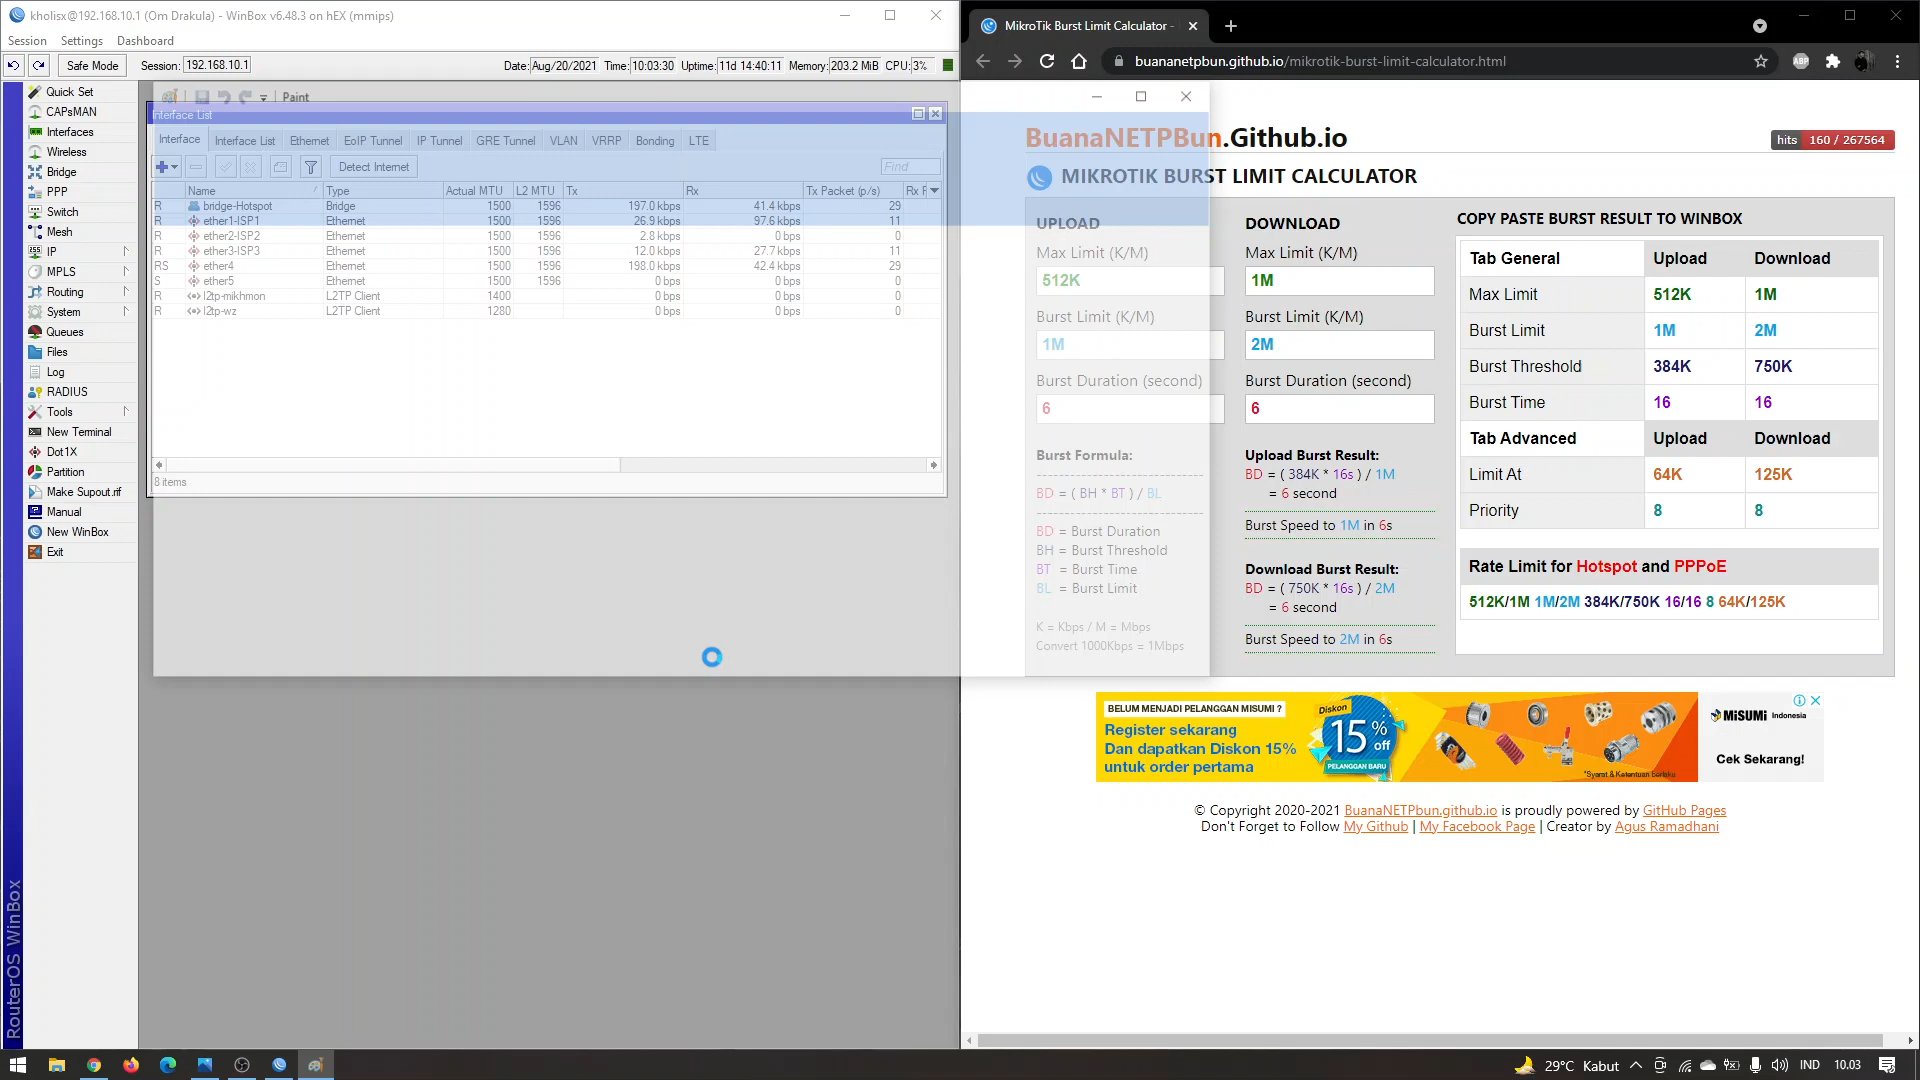 kholisx@192.168.10.1 (Om Drakula) - WinBox v6.48.3 on hEX (mmips)
Session Settings Dashboard
Safe Mode Session: 192.168.10.1 Date: Aug/20/2021 Time: 10:03:30 Uptime: 11d 14:40:11 Memory: 203.2 MiB CPU: 3%
Quick Set
CAPsMAN
Interfaces
Wireless
Bridge
PPP
Switch
Mesh
IP
MPLS
Routing
System
Queues
Files
Log
RADIUS
Tools
New Terminal
Dot1X
Partition
Make Supout.rif
Manual
New WinBox
Exit
RouterOS WinBox
Paint
Interface List
Interface Interface List Ethernet EoIP Tunnel IP Tunnel GRE Tunnel VLAN VRRP Bonding LTE
Detect Internet Find
Name Type Actual MTU L2 MTU Tx Rx Tx Packet (p/s)
R bridge-Hotspot Bridge 1500 1596 197.0 kbps 41.4 kbps 29
R ether1-ISP1 Ethernet 1500 1596 26.9 kbps 97.6 kbps 11
R ether2-ISP2 Ethernet 1500 1596 2.8 kbps 0 bps 0
R ether3-ISP3 Ethernet 1500 1596 12.0 kbps 27.7 kbps 11
RS ether4 Ethernet 1500 1596 198.0 kbps 42.4 kbps 29
S ether5 Ethernet 1500 1596 0 bps 0 bps 0
R l2tp-mikhmon L2TP Client 1400 0 bps 0 bps 0
R l2tp-wz L2TP Client 1280 0 bps 0 bps 0
8 items
MikroTik Burst Limit Calculator -
buananetpbun.github.io/mikrotik-burst-limit-calculator.html
ABP
BuanaNETPBun.Github.io
hits 160 / 267564
MIKROTIK BURST LIMIT CALCULATOR
UPLOAD
Max Limit (K/M)
512K
Burst Limit (K/M)
1M
Burst Duration (second)
6
Burst Formula:
BD = ( BH * BT ) / BL
BD = Burst Duration
BH = Burst Threshold
BT = Burst Time
BL = Burst Limit
K = Kbps / M = Mbps
Convert 1000Kbps = 1Mbps
DOWNLOAD
Max Limit (K/M)
1M
Burst Limit (K/M)
2M
Burst Duration (second)
6
Upload Burst Result:
BD = ( 384K * 16s ) / 1M
= 6 second
Burst Speed to 1M in 6s
Download Burst Result:
BD = ( 750K * 16s ) / 2M
= 6 second
Burst Speed to 2M in 6s
COPY PASTE BURST RESULT TO WINBOX
Tab General Upload Download
Max Limit 512K 1M
Burst Limit 1M 2M
Burst Threshold 384K 750K
Burst Time 16 16
Tab Advanced Upload Download
Limit At 64K 125K
Priority 8 8
Rate Limit for Hotspot and PPPoE
512K/1M 1M/2M 384K/750K 16/16 8 64K/125K
BELUM MENJADI PELANGGAN MISUMI ?
Register sekarang
Dan dapatkan Diskon 15%
untuk order pertama
Diskon
15% off
PELANGGAN BARU
*Syarat & Ketentuan berlaku
MiSUMi Indonesia
Cek Sekarang!
© Copyright 2020-2021 BuanaNETPbun.github.io is proudly powered by GitHub Pages
Don't Forget to Follow My Github | My Facebook Page | Creator by Agus Ramadhani
29°C Kabut IND 10.03